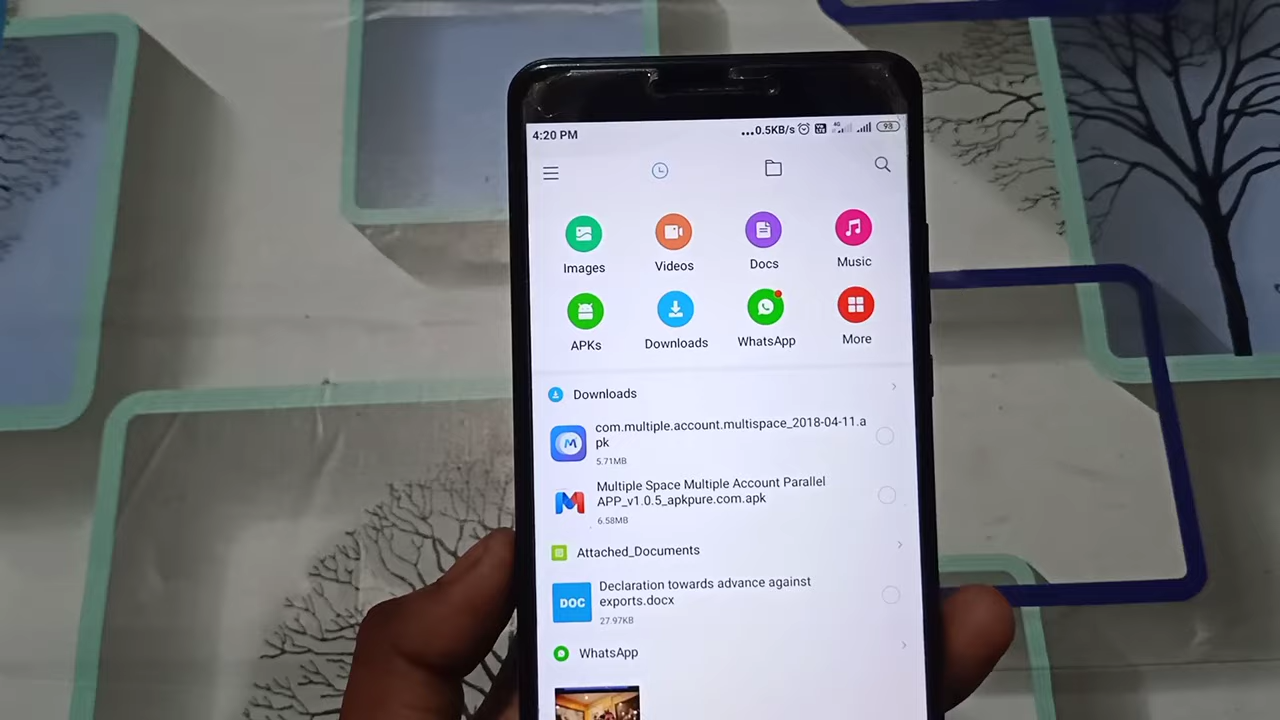 4:20 PM ...0.5KB/s 4G 98
Images Videos Docs Music
APKs Downloads WhatsApp More
Downloads
com.multiple.account.multispace_2018-04-11.a
pk
5.71MB
Multiple Space Multiple Account Parallel
APP_v1.0.5_apkpure.com.apk
6.58MB
Attached_Documents
DOC
Declaration towards advance against
exports.docx
27.97KB
WhatsApp